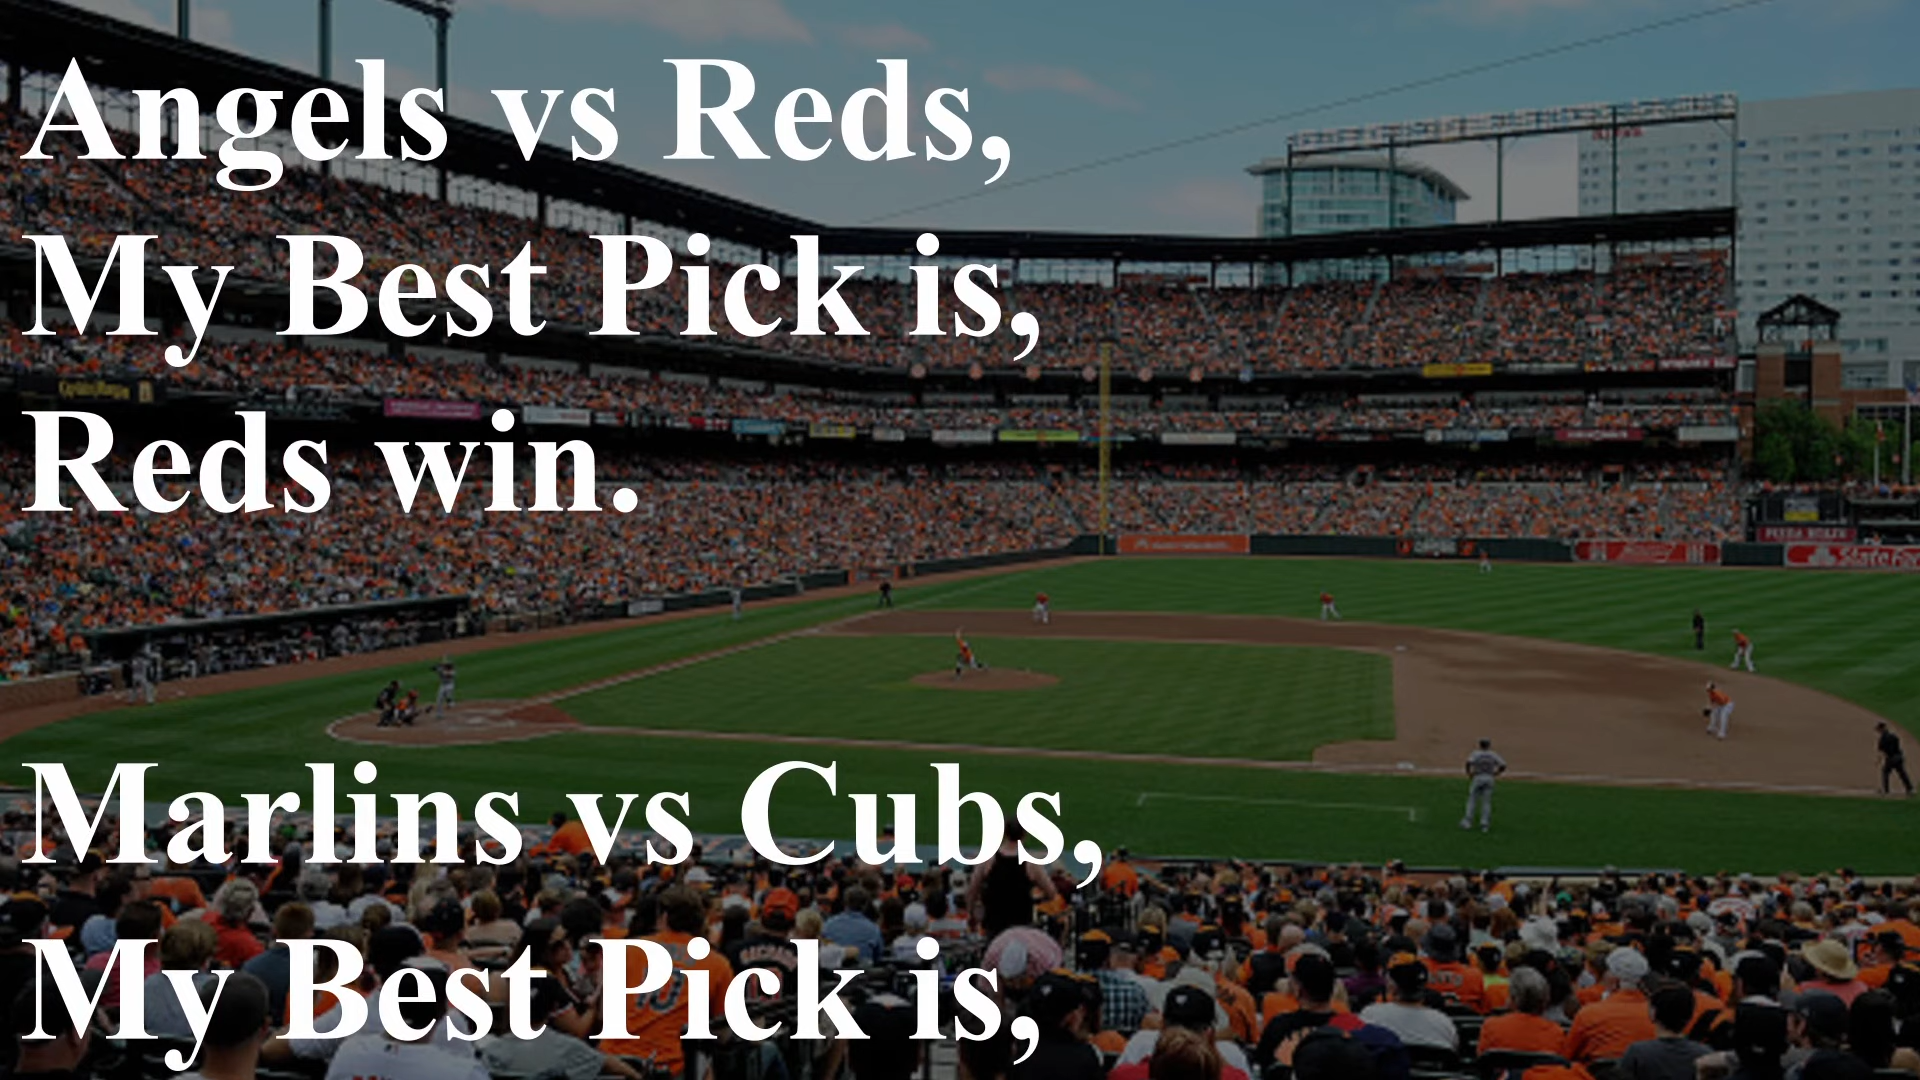 Angels vs Reds,
My Best Pick is,
Reds win.
Marlins vs Cubs,
My Best Pick is,